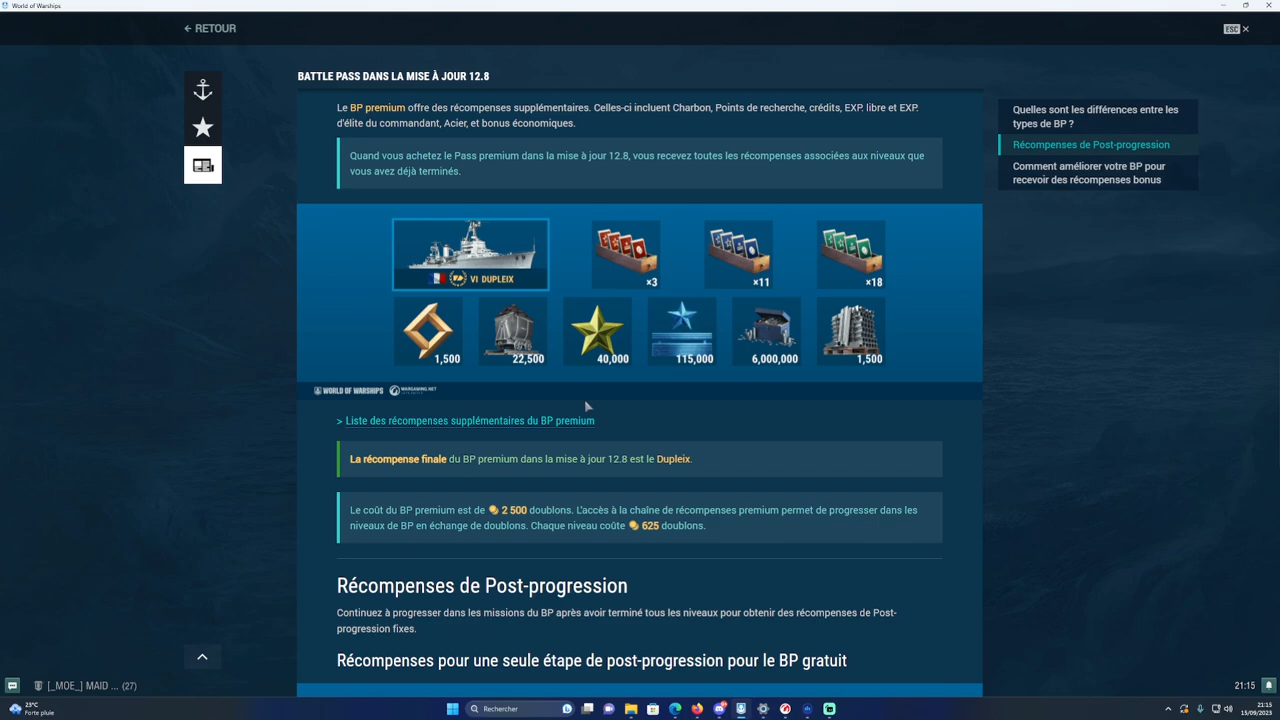 World of Warships
← RETOUR
ESC ×
BATTLE PASS DANS LA MISE À JOUR 12.8
Le BP premium offre des récompenses supplémentaires. Celles-ci incluent Charbon, Points de recherche, crédits, EXP. libre et EXP.
d'élite du commandant, Acier, et bonus économiques.
Quand vous achetez le Pass premium dans la mise à jour 12.8, vous recevez toutes les récompenses associées aux niveaux que
vous avez déjà terminés.
Quelles sont les différences entre les
types de BP ?
Récompenses de Post-progression
Comment améliorer votre BP pour
recevoir des récompenses bonus
VI DUPLEIX
×3
×11
×18
1,500
22,500
40,000
115,000
6,000,000
1,500
WORLD OF WARSHIPS
WARGAMING.NET
> Liste des récompenses supplémentaires du BP premium
La récompense finale du BP premium dans la mise à jour 12.8 est le Dupleix.
Le coût du BP premium est de 2 500 doublons. L'accès à la chaîne de récompenses premium permet de progresser dans les
niveaux de BP en échange de doublons. Chaque niveau coûte 625 doublons.
Récompenses de Post-progression
Continuez à progresser dans les missions du BP après avoir terminé tous les niveaux pour obtenir des récompenses de Post-
progression fixes.
Récompenses pour une seule étape de post-progression pour le BP gratuit
[_MOE_] MAID ... (27)
21:15
23°C
Forte pluie
Rechercher
21:15
15/09/2023